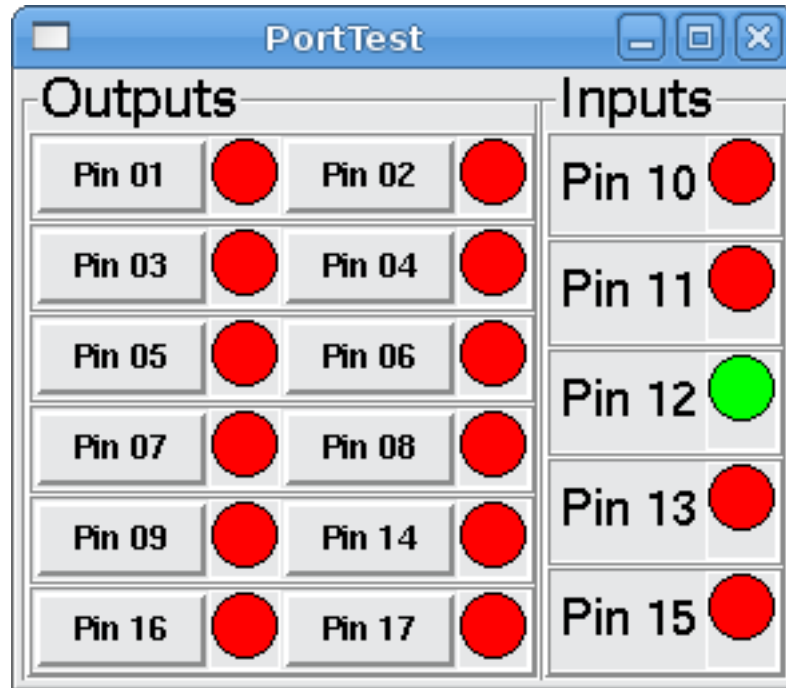 PortTest
Outputs
Pin 01 Pin 02
Pin 03 Pin 04
Pin 05 Pin 06
Pin 07 Pin 08
Pin 09 Pin 14
Pin 16 Pin 17
Inputs
Pin 10
Pin 11
Pin 12
Pin 13
Pin 15